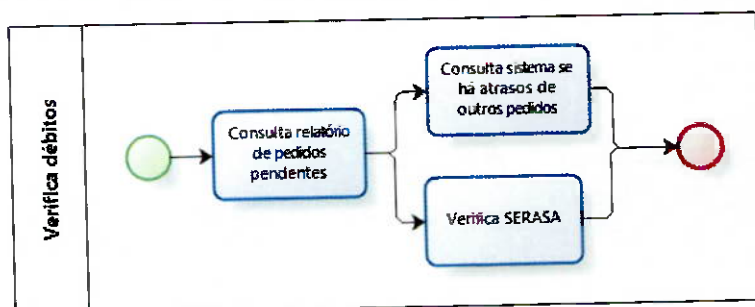 Verifica débitos
Consulta relatório
de pedidos
pendentes
Consulta sistema se
há atrasos de
outros pedidos
Verifica SERASA